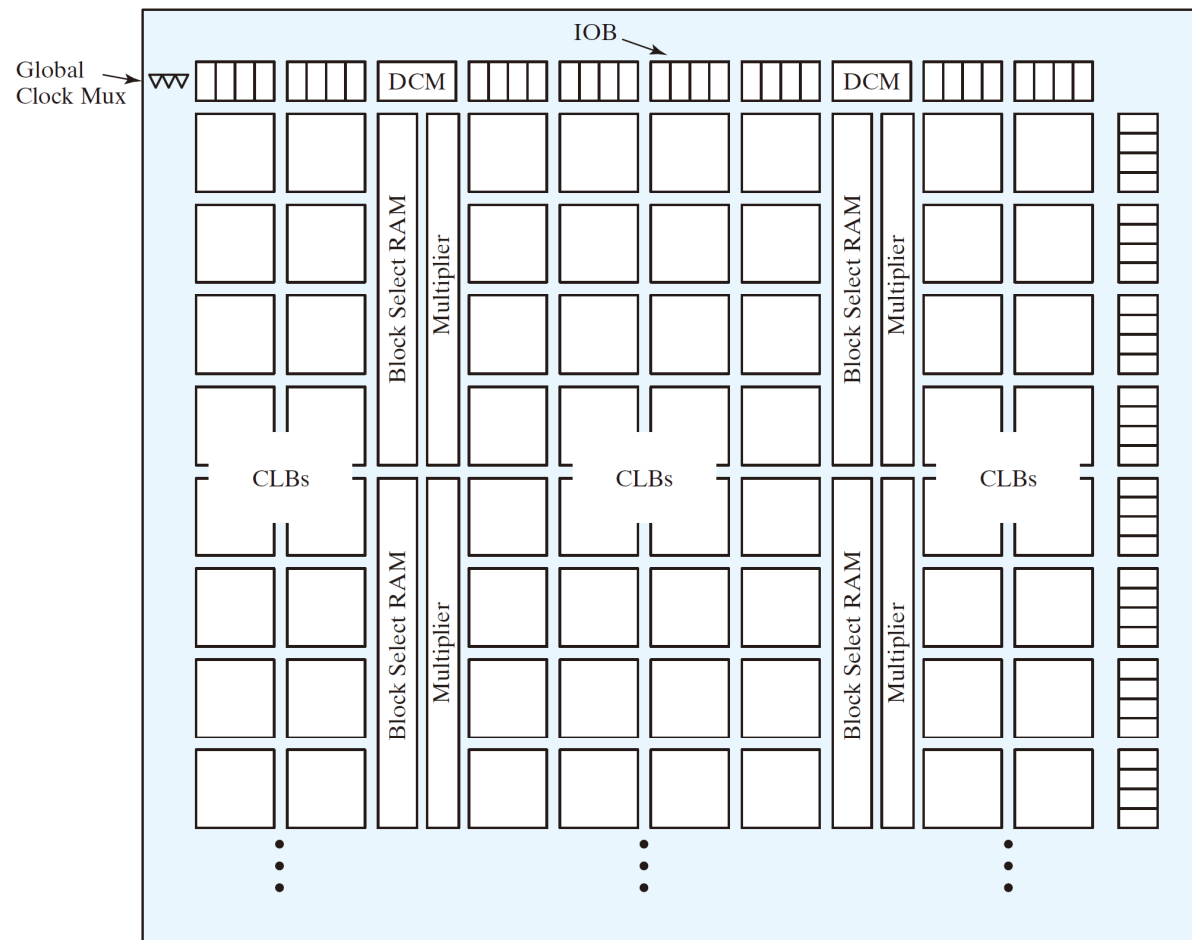 IOB
Global
Clock Mux
DCM
DCM
Block Select RAM
Multiplier
Block Select RAM
Multiplier
CLBs
CLBs
CLBs
Block Select RAM
Multiplier
Block Select RAM
Multiplier